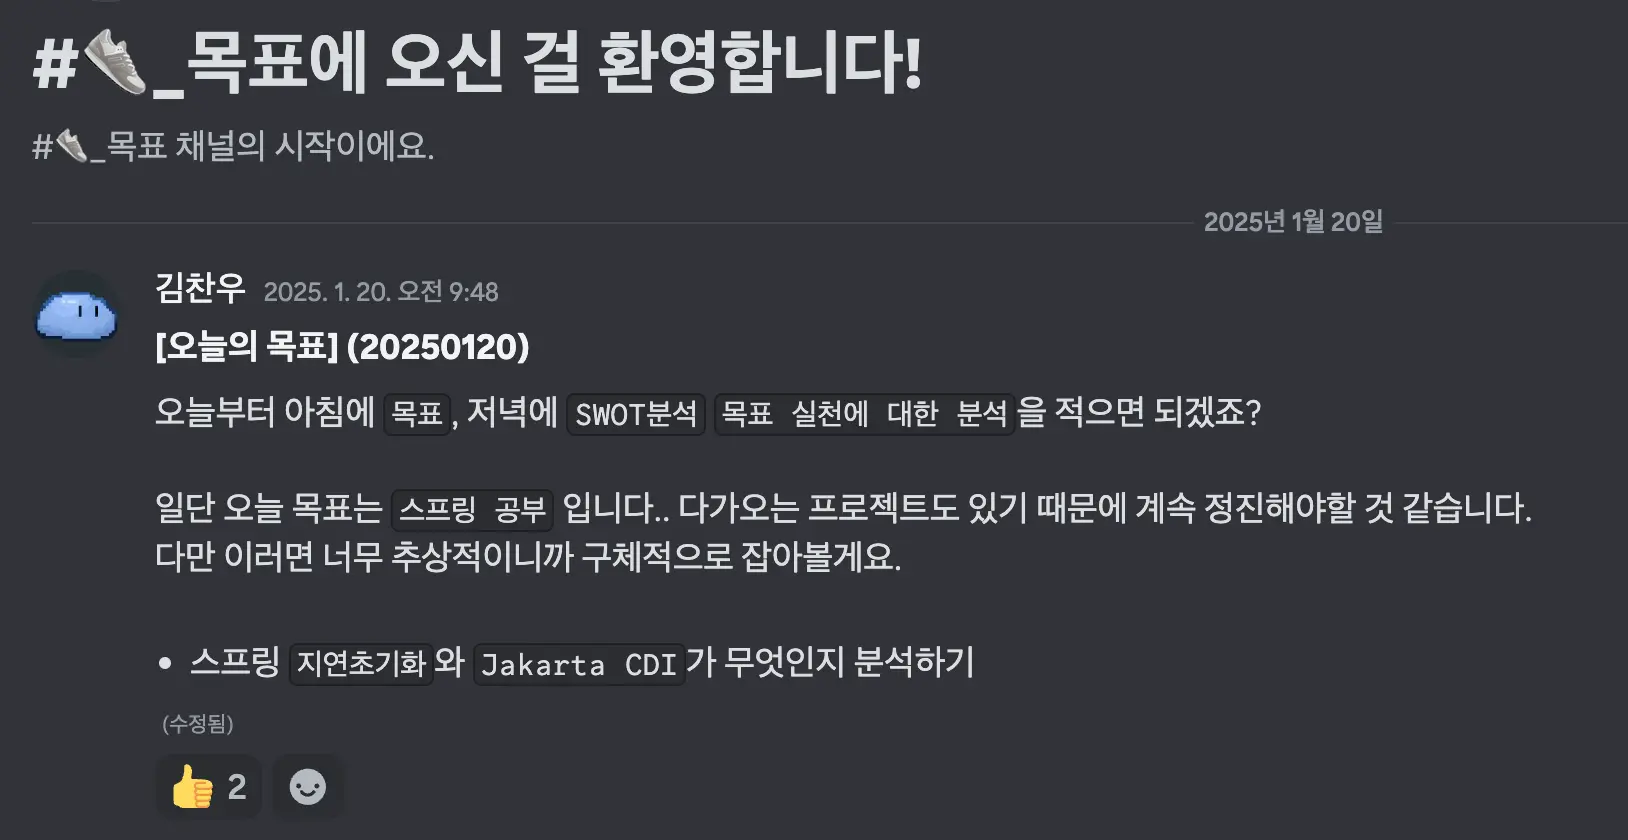 #👟_목표에 오신 걸 환영합니다!
#👟_목표 채널의 시작이에요.
2025년 1월 20일
김찬우 2025. 1. 20. 오전 9:48
[오늘의 목표] (20250120)
오늘부터 아침에 목표, 저녁에 SWOT분석 목표 실천에 대한 분석을 적으면 되겠죠?
일단 오늘 목표는 스프링 공부 입니다.. 다가오는 프로젝트도 있기 때문에 계속 정진해야할 것 같습니다.
다만 이러면 너무 추상적이니까 구체적으로 잡아볼게요.
• 스프링 지연초기화와 Jakarta CDI가 무엇인지 분석하기
(수정됨)
👍 2